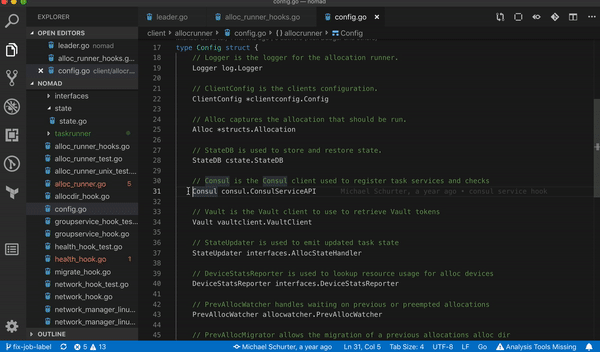 leader.go
alloc_runner_hooks.go
config.go
EXPLORER
OPEN EDITORS
leader.go nomad
alloc_runner_hooks.g...
config.go client/allocr...
NOMAD
interfaces
state
state.go
taskrunner
alloc_runner_hooks.go
alloc_runner_test.go
alloc_runner_unix_test....
alloc_runner.go 5
allocdir_hook.go
config.go
groupservice_hook_tes...
groupservice_hook.go
health_hook_test.go
health_hook.go 1
migrate_hook.go
network_hook_test.go
network_hook.go
network_manager_linu...
network_manager_linu...
OUTLINE
client › allocrunner › config.go › {} allocrunner › Config
17 type Config struct {
18 // Logger is the logger for the allocation runner.
19 Logger log.Logger
20
21 // ClientConfig is the clients configuration.
22 ClientConfig *clientconfig.Config
23
24 // Alloc captures the allocation that should be run.
25 Alloc *structs.Allocation
26
27 // StateDB is used to store and restore state.
28 StateDB cstate.StateDB
29
30 // Consul is the Consul client used to register task services and checks
31 Consul consul.ConsulServiceAPI Michael Schurter, a year ago • consul service hook
32
33 // Vault is the Vault client to use to retrieve Vault tokens
34 Vault vaultclient.VaultClient
35
36 // StateUpdater is used to emit updated task state
37 StateUpdater interfaces.AllocStateHandler
38
39 // DeviceStatsReporter is used to lookup resource usage for alloc devices
40 DeviceStatsReporter interfaces.DeviceStatsReporter
41
42 // PrevAllocWatcher handles waiting on previous or preempted allocations
43 PrevAllocWatcher allocwatcher.PrevAllocWatcher
44
45 // PrevAllocMigrator allows the migration of a previous allocations alloc dir
fix-job-label 5 13 Michael Schurter, a year ago Ln 31, Col 5 Tab Size: 4 UTF-8 LF Go Analysis Tools Missing